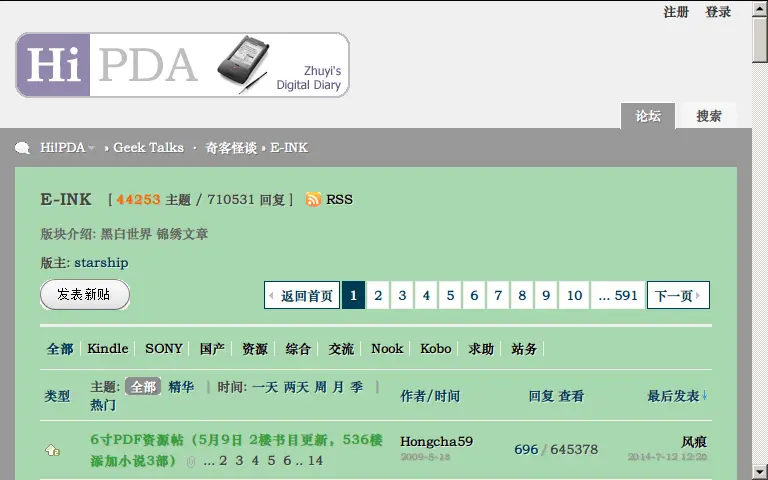 注册 登录
Hi PDA
Zhuyi's
Digital Diary
论坛 搜索
Hi!PDA » Geek Talks · 奇客怪谈 » E-INK
E-INK [ 44253 主题 / 710531 回复 ] RSS
版块介绍: 黑白世界 锦绣文章
版主: starship
发表新贴 返回首页 1 2 3 4 5 6 7 8 9 10 ... 591 下一页
全部 Kindle SONY 国产 资源 综合 交流 Nook Kobo 求助 站务
类型 主题: 全部 精华 | 时间: 一天 两天 周 月 季 | 热门 作者/时间 回复 查看 最后发表↓
6寸PDF资源帖（5月9日 2楼书目更新，536楼 Hongcha59 696 / 645378 风痕
添加小说3部） ... 2 3 4 5 6 .. 14 2009-5-18 2014-7-12 12:28